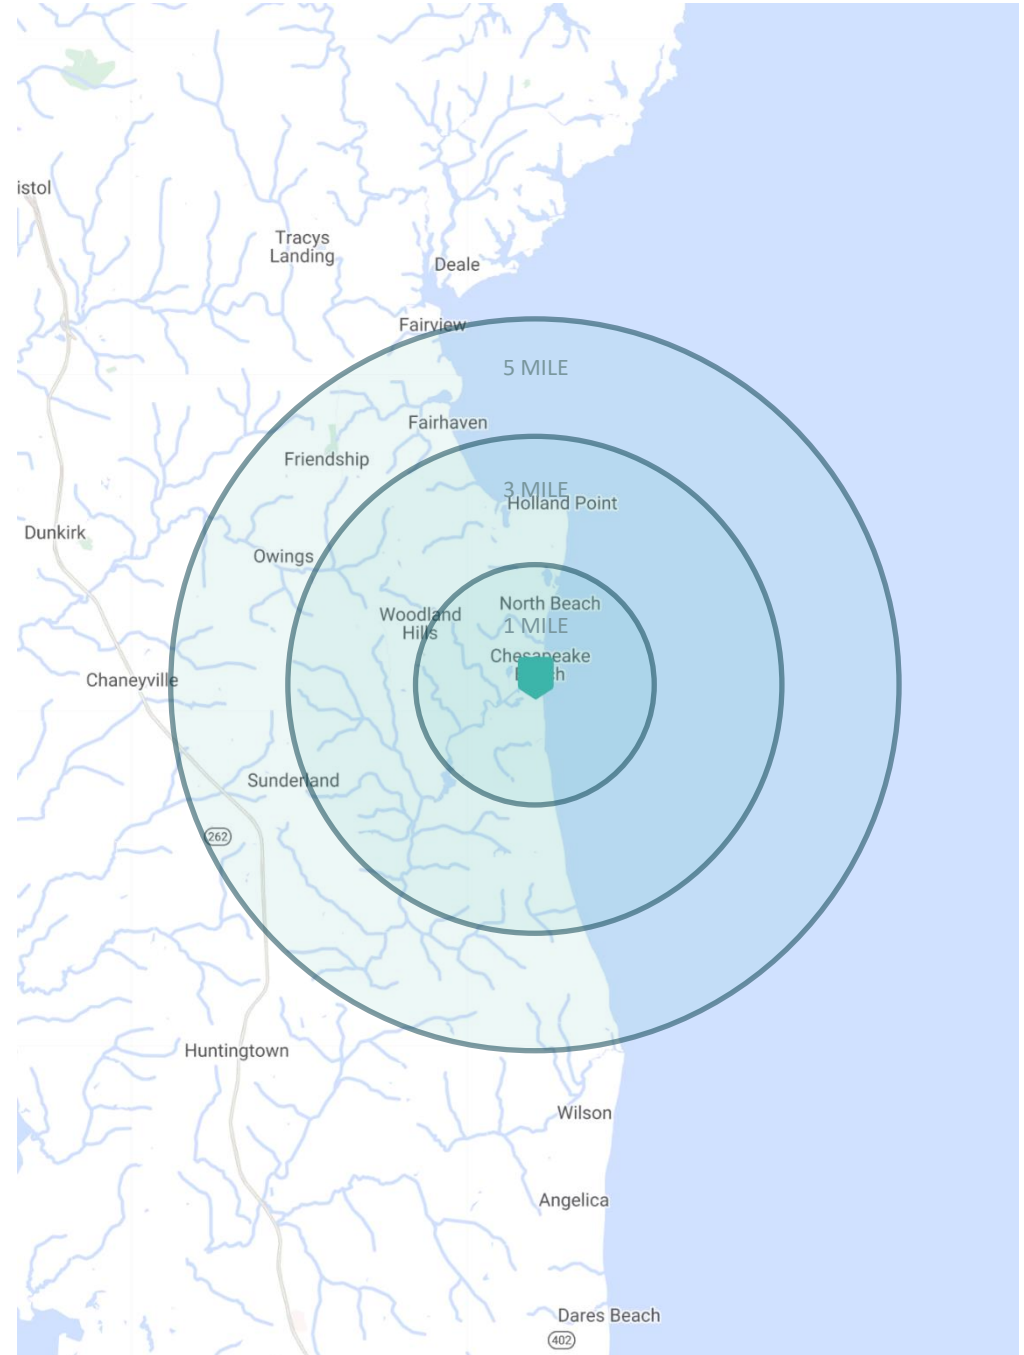 istol
Tracys
Landing
Deale
Fairview
5 MILE
Fairhaven
Friendship
3 MILE
Holland Point
Dunkirk
Owings
North Beach
Woodland
Hills
1 MILE
Chesapeake
Chaneyville
Sunderland
262
Huntingtown
Wilson
Angelica
Dares Beach
402